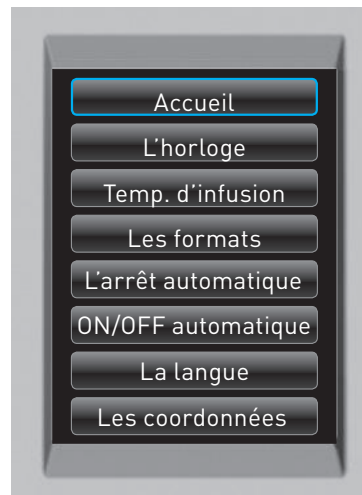 Accueil
L'horloge
Temp. d'infusion
Les formats
L'arrêt automatique
ON/OFF automatique
La langue
Les coordonnées